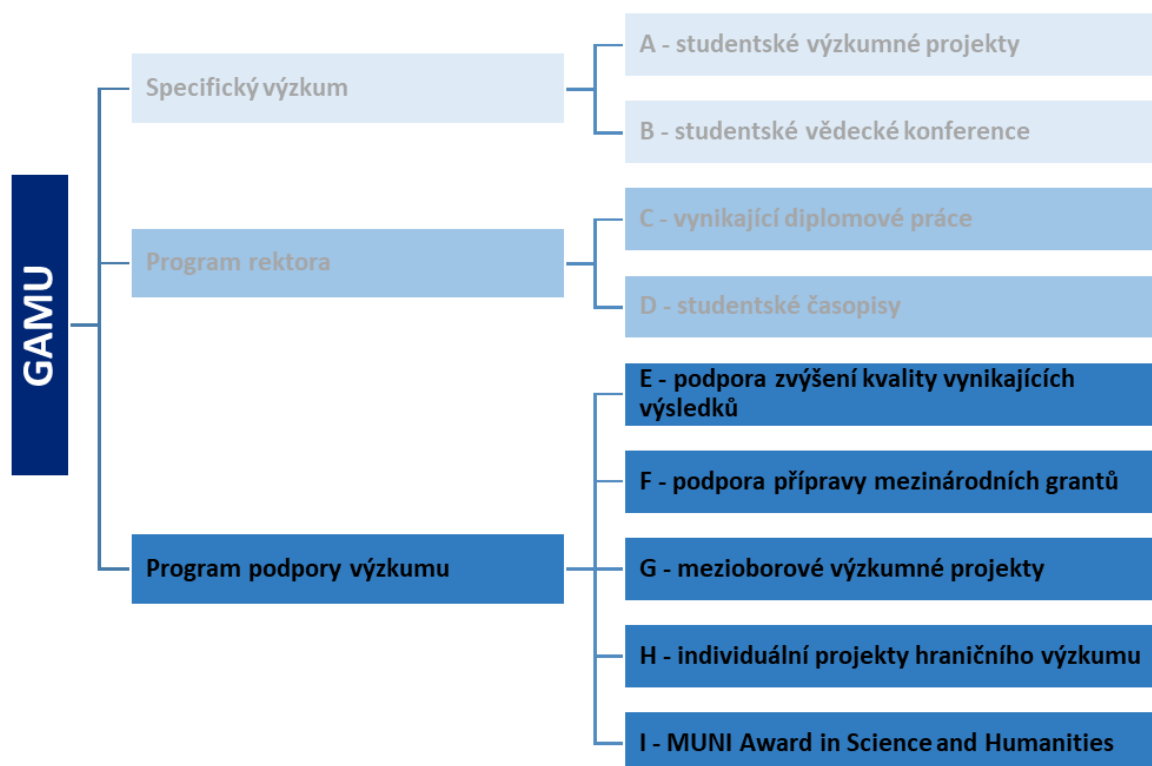 GAMU
Specifický výzkum
A - studentské výzkumné projekty
B - studentské vědecké konference
Program rektora
C - vynikající diplomové práce
D - studentské časopisy
Program podpory výzkumu
E - podpora zvýšení kvality vynikajících
výsledků
F - podpora přípravy mezinárodních grantů
G - mezioborové výzkumné projekty
H - individuální projekty hraničního výzkumu
I - MUNI Award in Science and Humanities